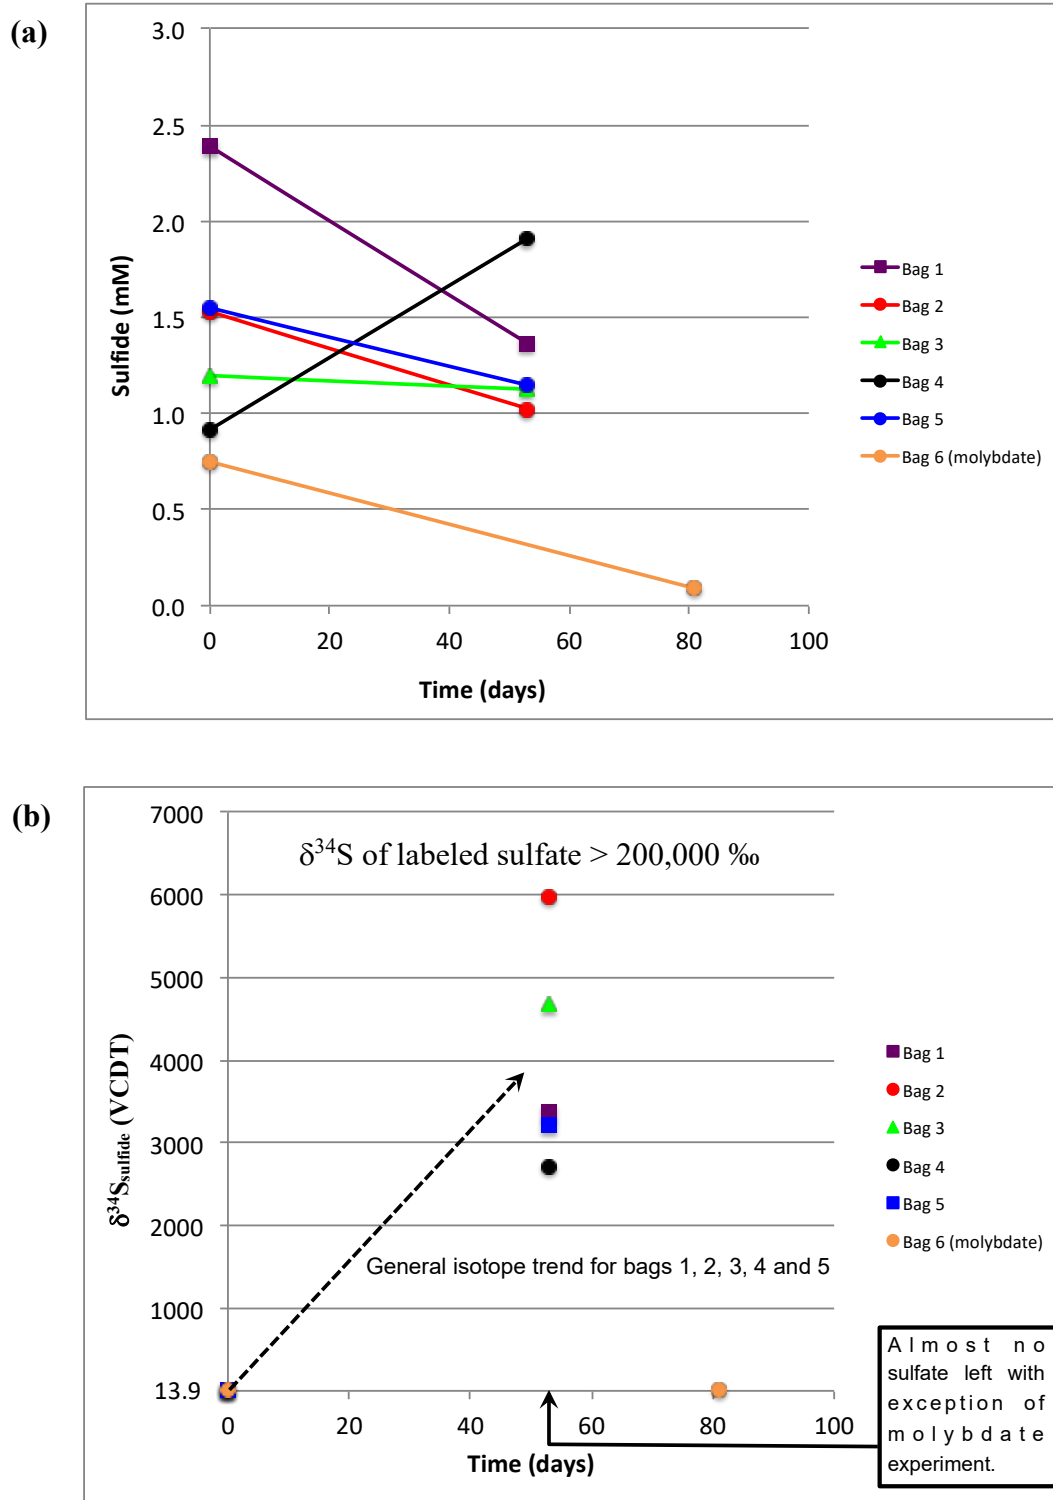 (a)
3.0
2.5
2.0
1.5
1.0
0.5
0.0
Sulfide (mM)
0 20 40 60 80 100
Time (days)
Bag 1
Bag 2
Bag 3
Bag 4
Bag 5
Bag 6 (molybdate)
(b)
7000
6000
5000
4000
3000
2000
1000
13.9
δ³⁴S of labeled sulfate > 200,000 ‰
δ³⁴Ssulfide (VCDT)
General isotope trend for bags 1, 2, 3, 4 and 5
0 20 40 60 80 100
Time (days)
Bag 1
Bag 2
Bag 3
Bag 4
Bag 5
Bag 6 (molybdate)
Almost no
sulfate left with
exception of
molybdate
experiment.